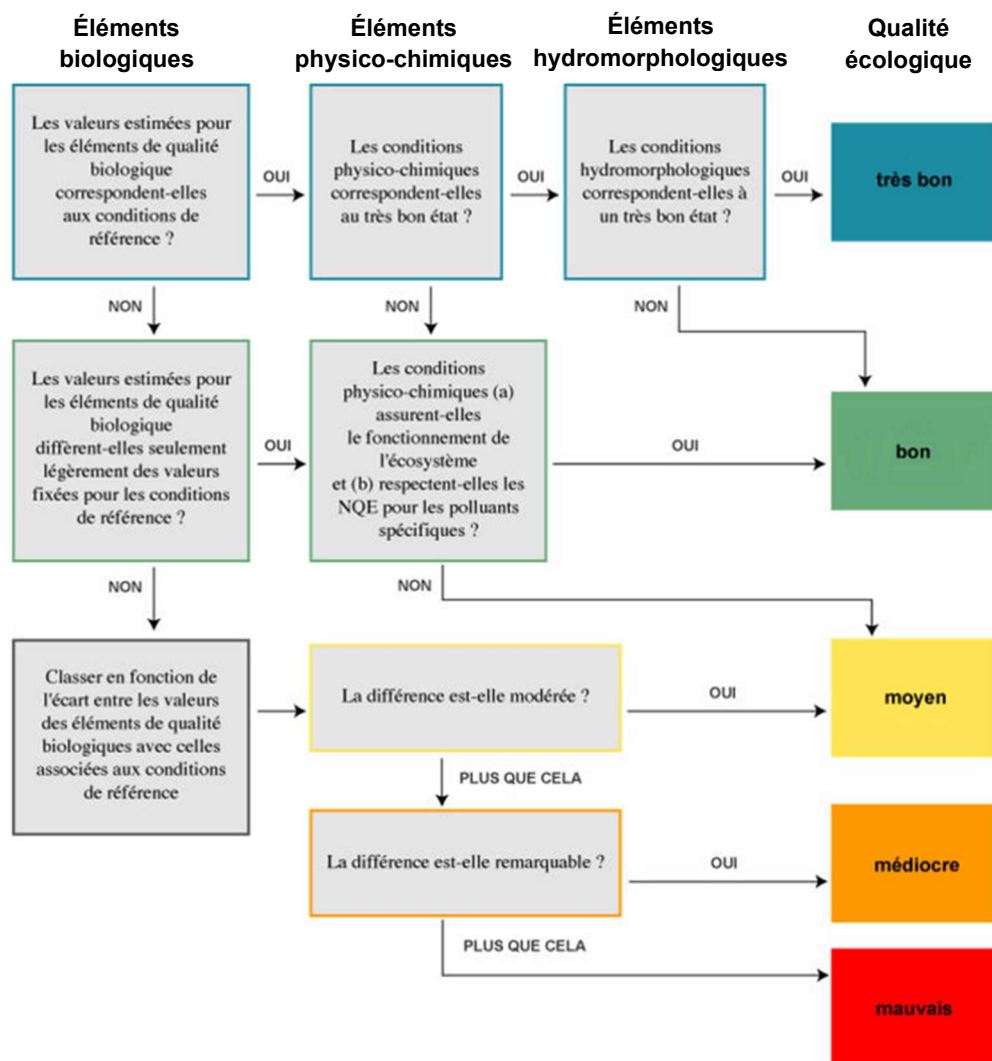 Éléments
biologiques
Éléments
physico-chimiques
Éléments
hydromorphologiques
Qualité
écologique
Les valeurs estimées pour
les éléments de qualité
biologique
correspondent-elles
aux conditions de
référence ?
OUI
Les conditions
physico-chimiques
correspondent-elles
au très bon état ?
OUI
Les conditions
hydromorphologiques
correspondent-elles à
un très bon état ?
OUI
très bon
NON
NON
NON
Les valeurs estimées pour
les éléments de qualité
biologique
diffèrent-elles seulement
légèrement des valeurs
fixées pour les conditions
de référence ?
OUI
Les conditions
physico-chimiques (a)
assurent-elles
le fonctionnement de
l'écosystème
et (b) respectent-elles les
NQE pour les polluants
spécifiques ?
OUI
bon
NON
NON
Classer en fonction de
l'écart entre les valeurs
des éléments de qualité
biologiques avec celles
associées aux conditions
de référence
La différence est-elle modérée ?
OUI
moyen
PLUS QUE CELA
La différence est-elle remarquable ?
OUI
médiocre
PLUS QUE CELA
mauvais